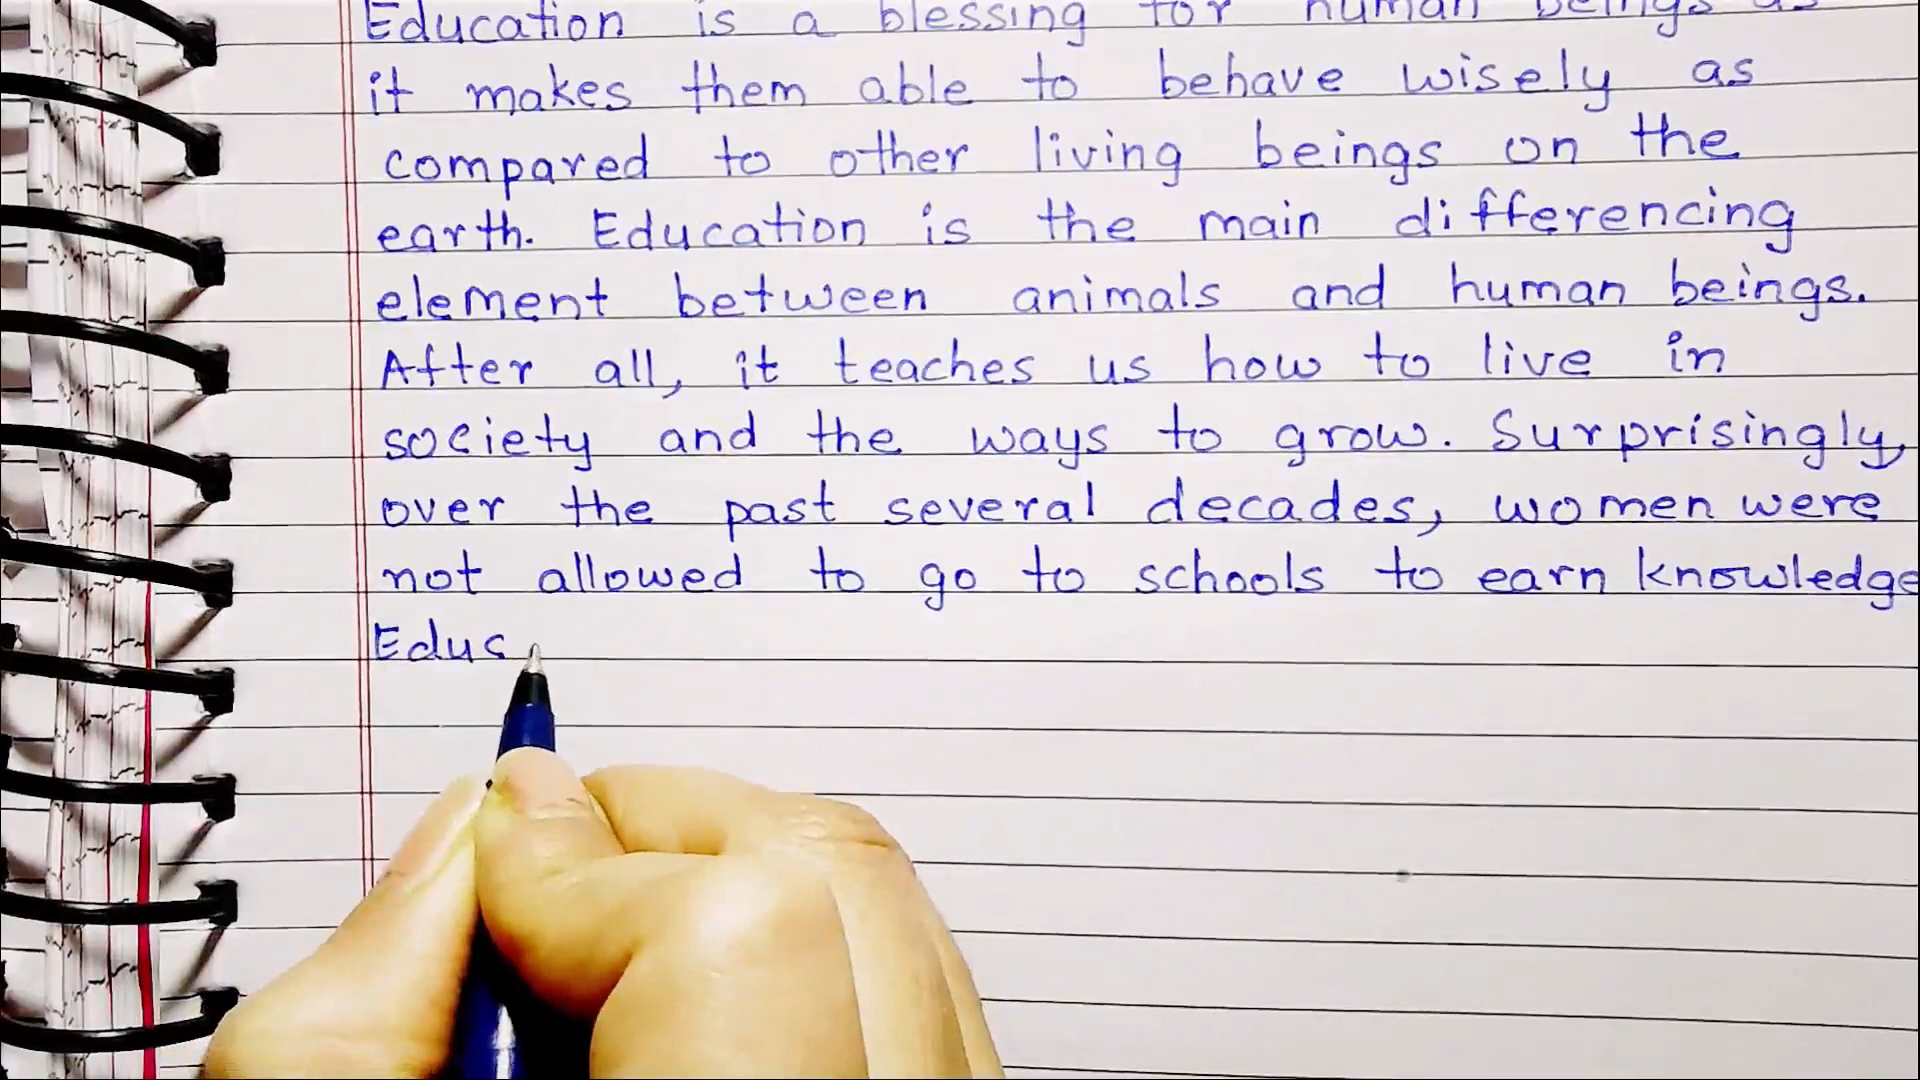 Education is a blessing for human beings as
it makes them able to behave wisely as
compared to other living beings on the
earth. Education is the main differencing
element between animals and human beings.
After all, it teaches us how to live in
society and the ways to grow. Surprisingly,
over the past several decades, women were
not allowed to go to schools to earn knowledge
Educ